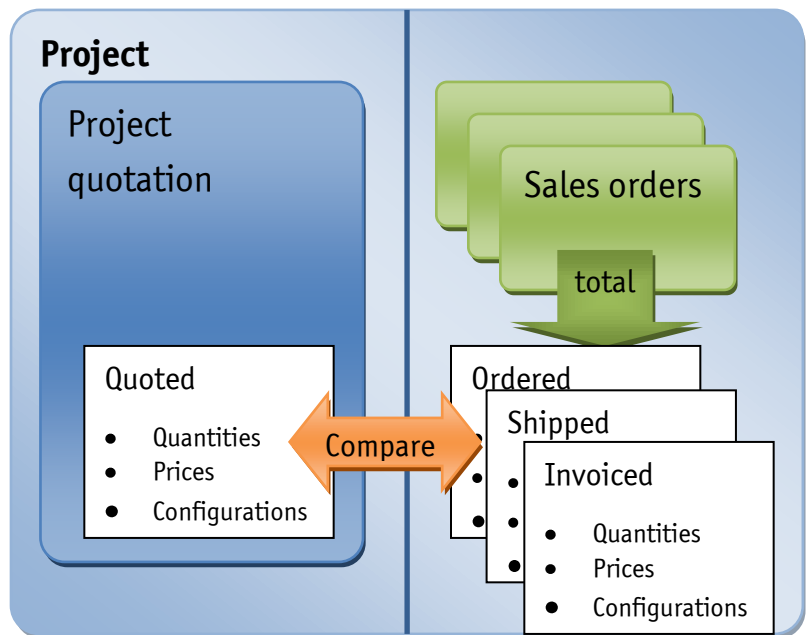 Project
Project
quotation
Quoted
• Quantities
• Prices
• Configurations
Compare
Sales orders
total
Ordered
Shipped
Invoiced
• Quantities
• Prices
• Configurations